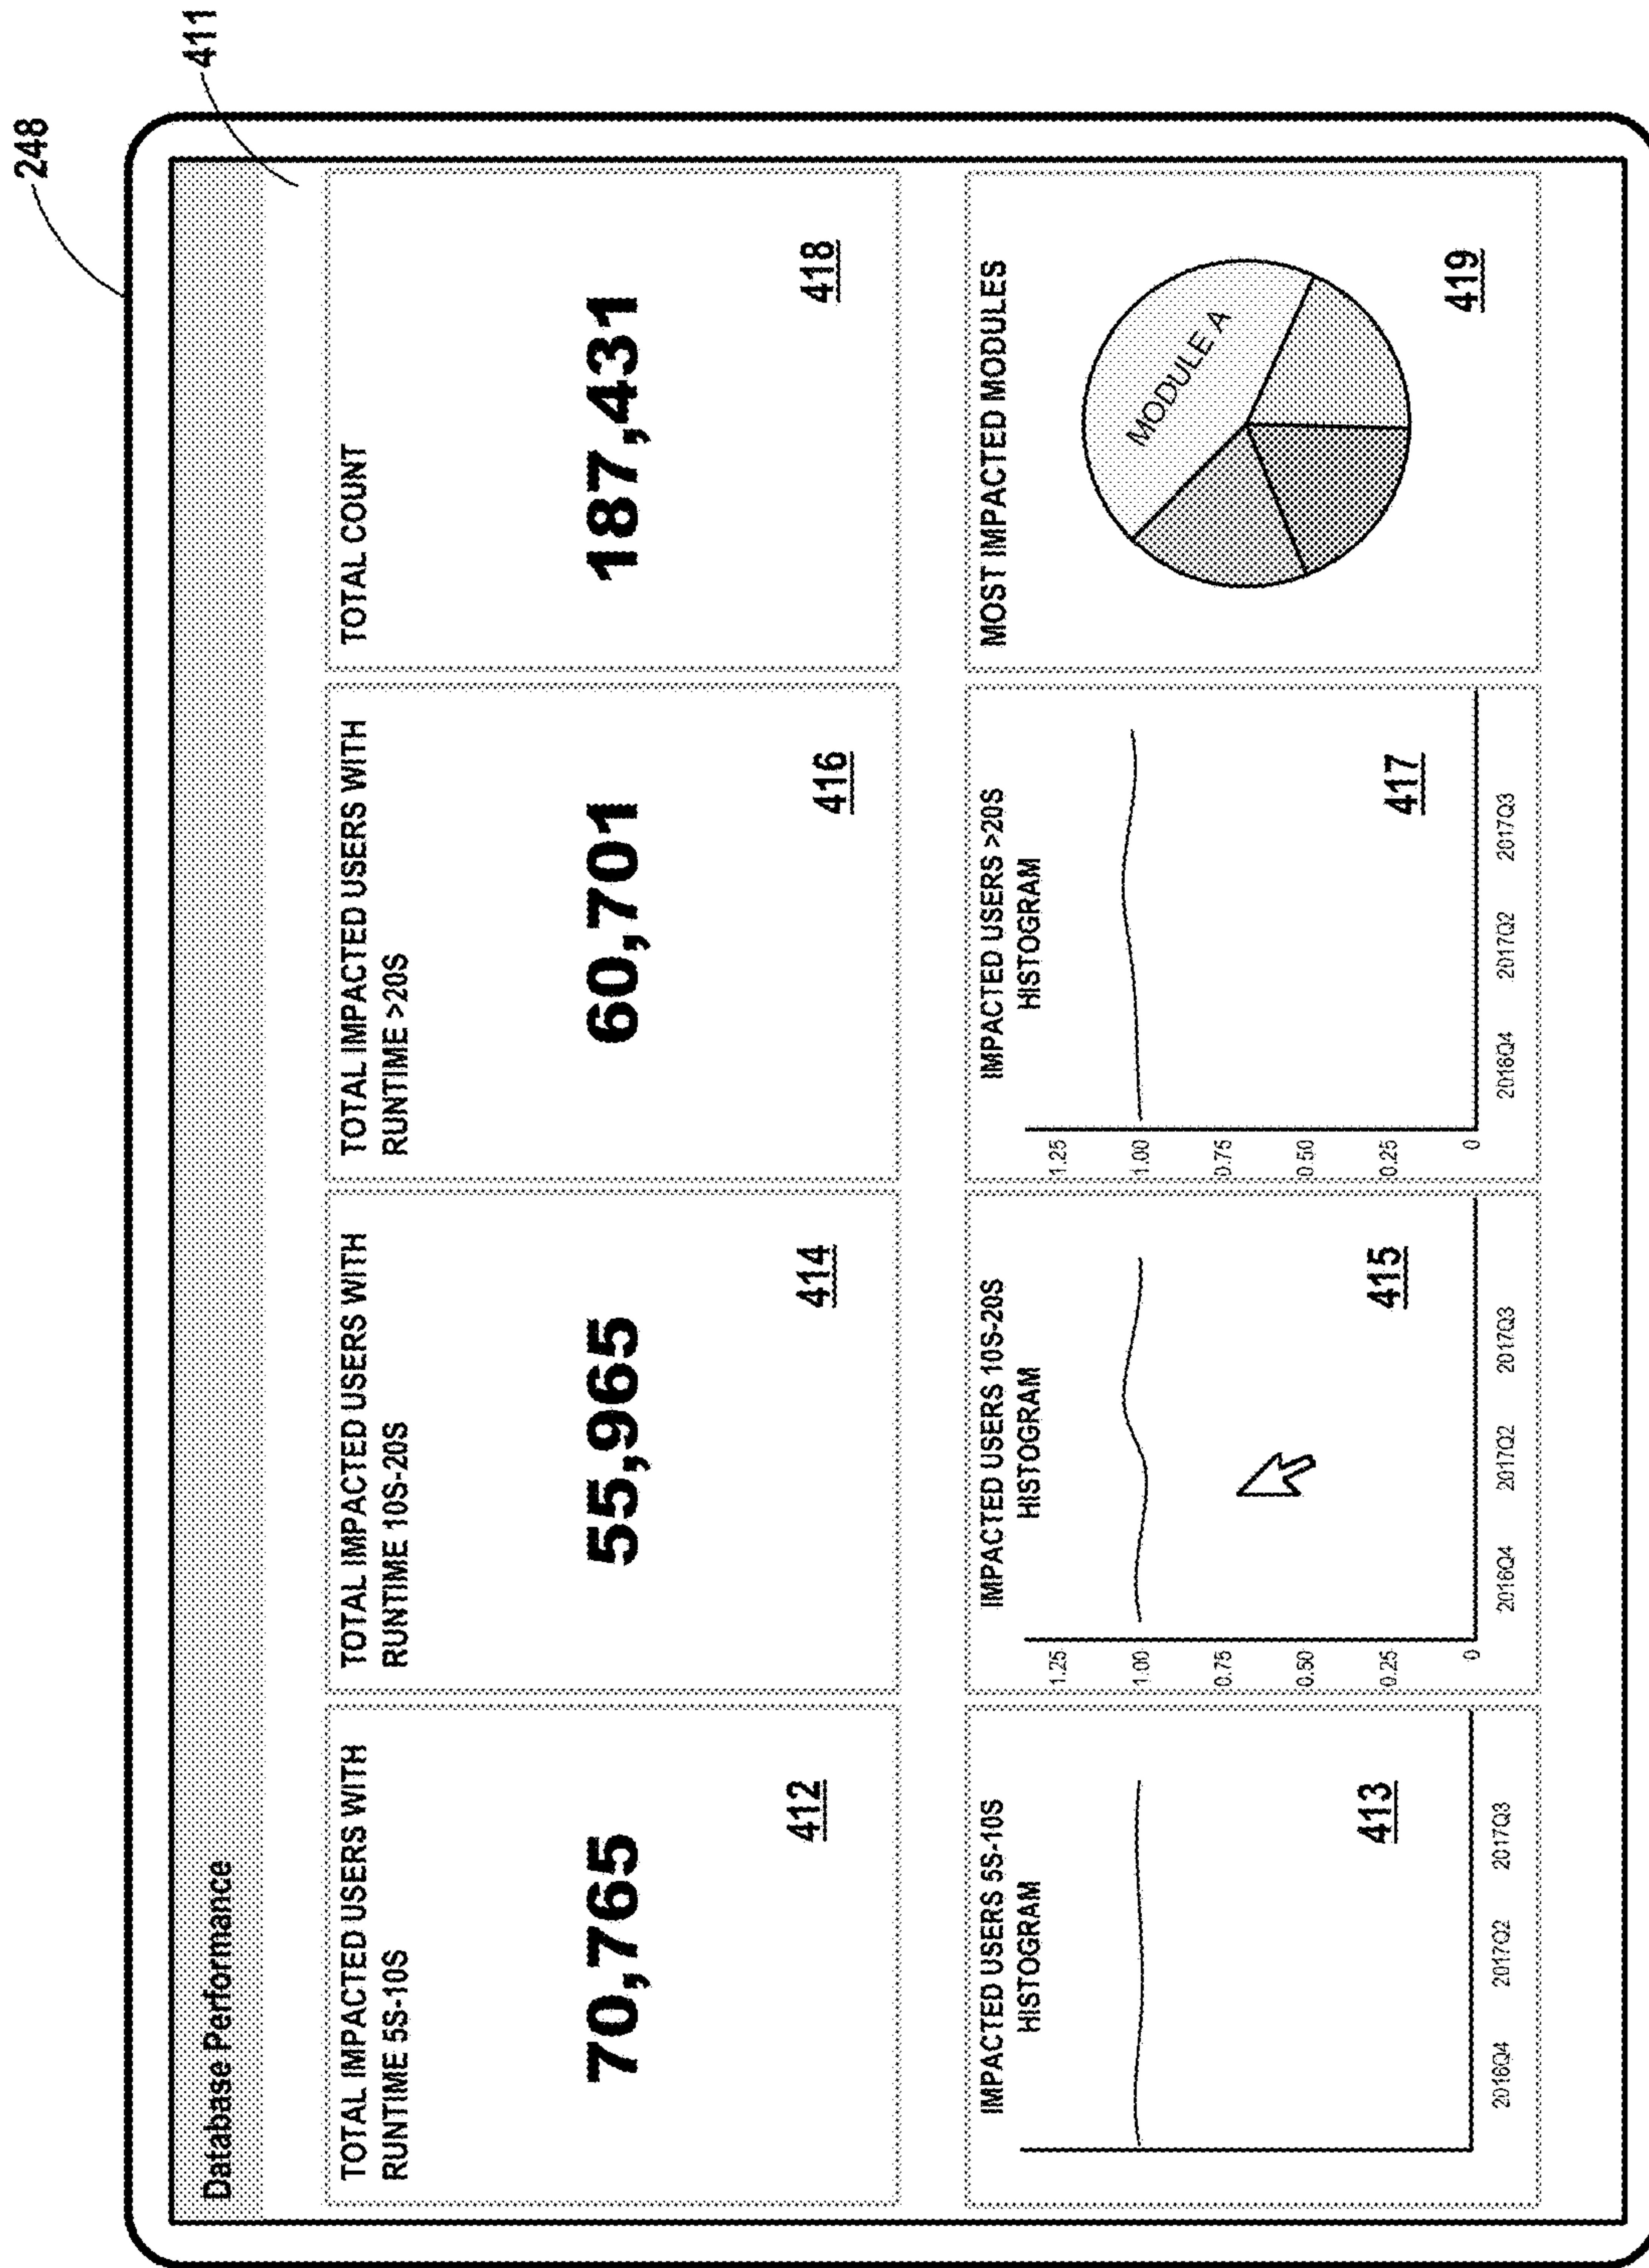 248
411
Database Performance
TOTAL IMPACTED USERS WITH
RUNTIME 5S-10S
70,765
412
TOTAL IMPACTED USERS WITH
RUNTIME 10S-20S
55,965
414
TOTAL IMPACTED USERS WITH
RUNTIME >20S
60,701
416
TOTAL COUNT
187,431
418
IMPACTED USERS 5S-10S
HISTOGRAM
413
2016Q4 2017Q2 2017Q3
IMPACTED USERS 10S-20S
HISTOGRAM
1.25
1.00
0.75
0.50
0.25
0
415
2016Q4 2017Q2 2017Q3
IMPACTED USERS >20S
HISTOGRAM
1.25
1.00
0.75
0.50
0.25
0
417
2016Q4 2017Q2 2017Q3
MOST IMPACTED MODULES
MODULE A
419